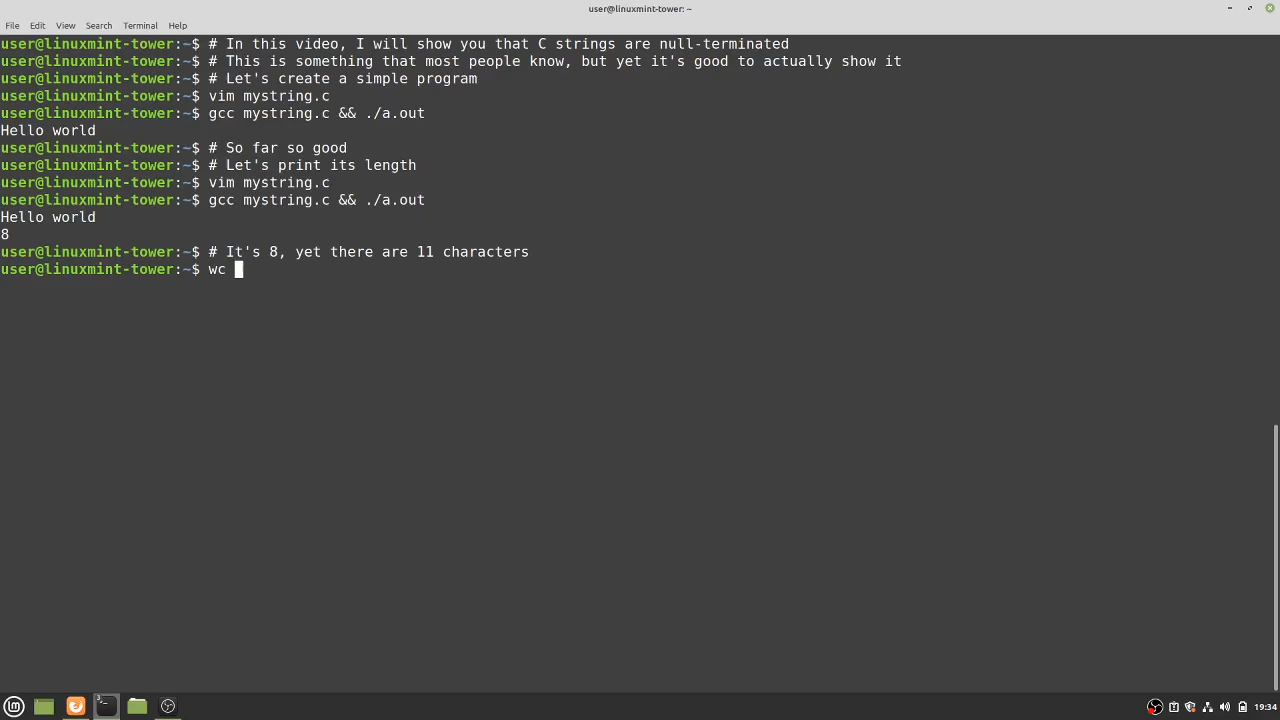 user@linuxmint-tower: ~
File Edit View Search Terminal Help
user@linuxmint-tower:~$ # In this video, I will show you that C strings are null-terminated
user@linuxmint-tower:~$ # This is something that most people know, but yet it's good to actually show it
user@linuxmint-tower:~$ # Let's create a simple program
user@linuxmint-tower:~$ vim mystring.c
user@linuxmint-tower:~$ gcc mystring.c && ./a.out
Hello world
user@linuxmint-tower:~$ # So far so good
user@linuxmint-tower:~$ # Let's print its length
user@linuxmint-tower:~$ vim mystring.c
user@linuxmint-tower:~$ gcc mystring.c && ./a.out
Hello world
8
user@linuxmint-tower:~$ # It's 8, yet there are 11 characters
user@linuxmint-tower:~$ wc
3
19:34